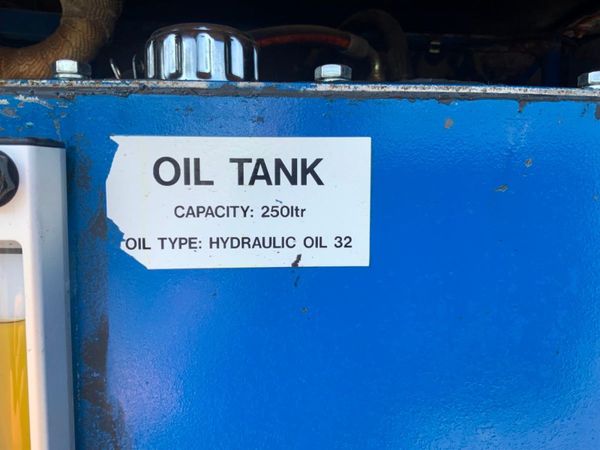 OIL TANK
CAPACITY: 250ltr
OIL TYPE: HYDRAULIC OIL 32